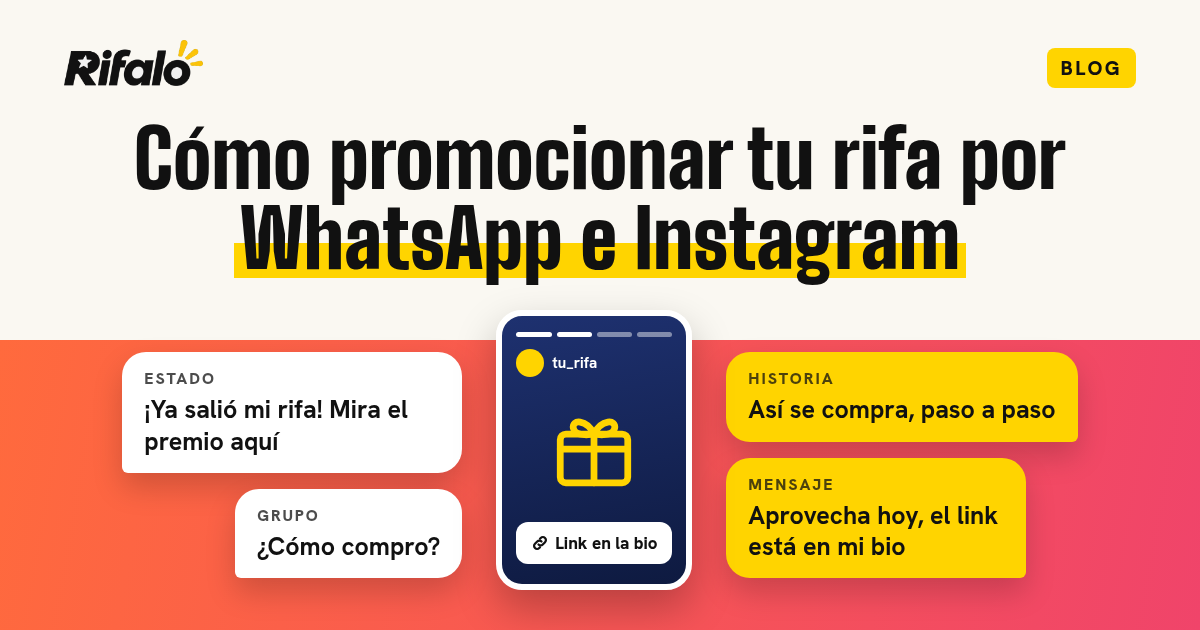 Rifalo
BLOG
Cómo promocionar tu rifa por
WhatsApp e Instagram
ESTADO
¡Ya salió mi rifa! Mira el
premio aquí
GRUPO
¿Cómo compro?
tu_rifa
Link en la bio
HISTORIA
Así se compra, paso a paso
MENSAJE
Aprovecha hoy, el link
está en mi bio